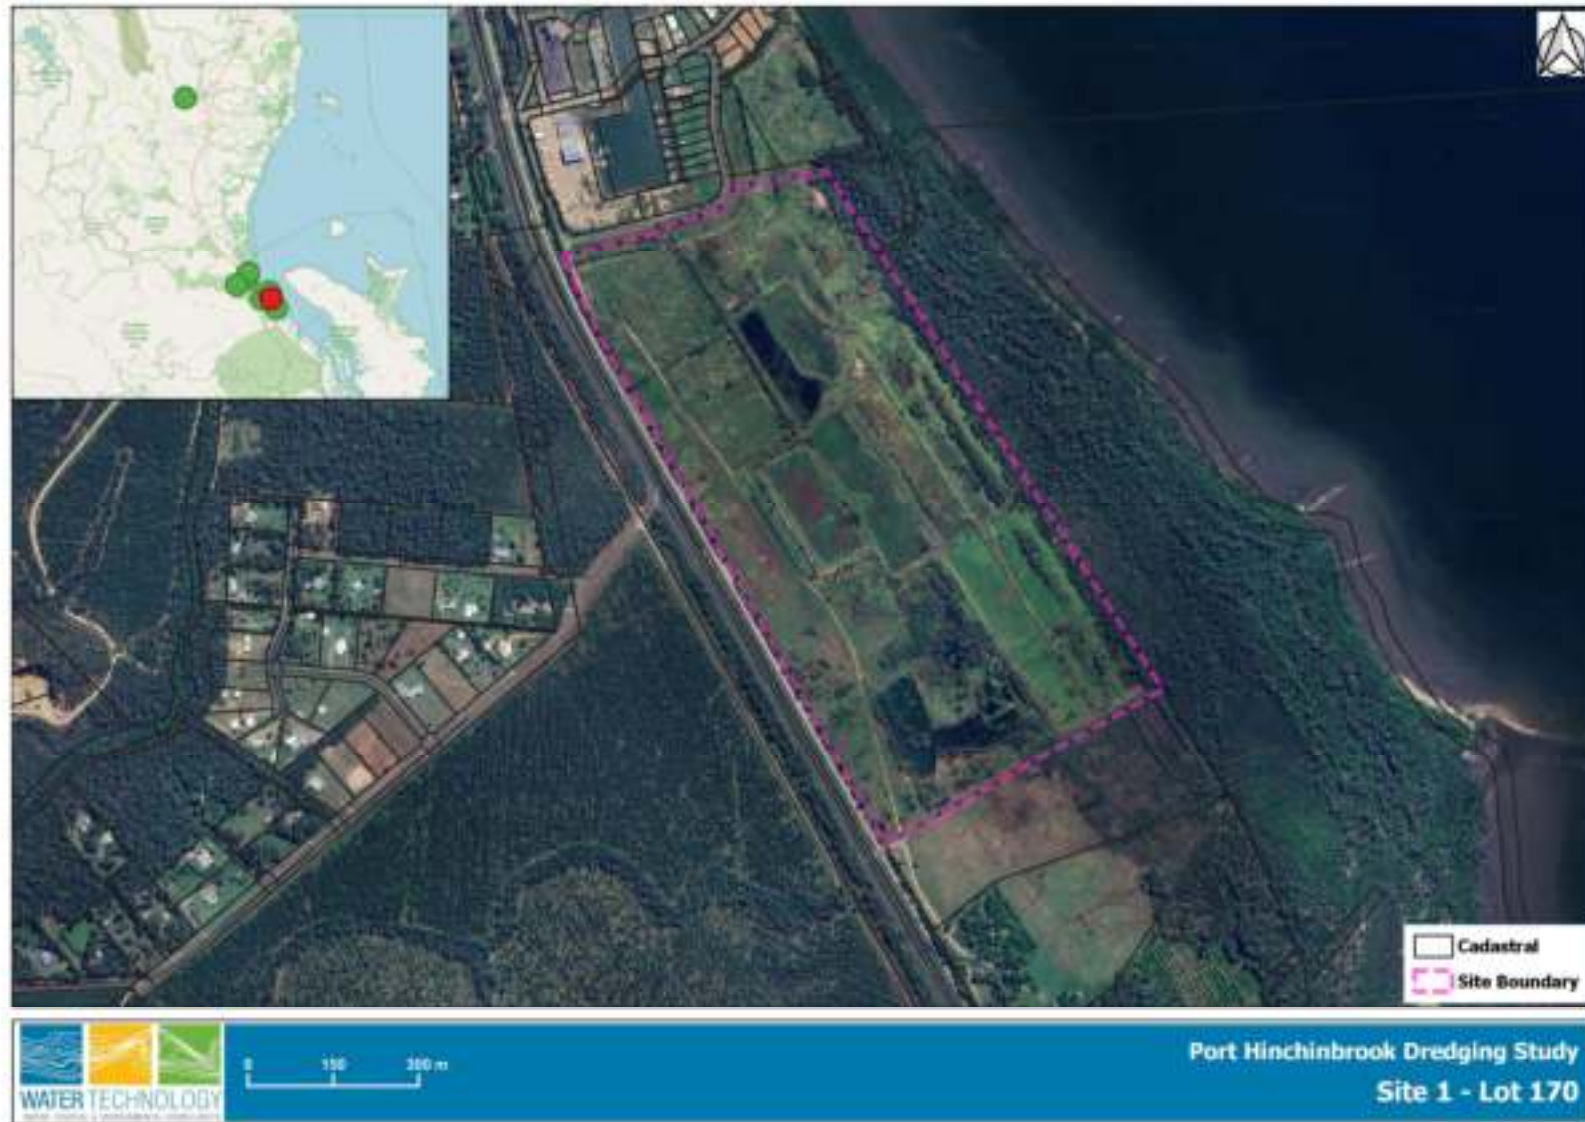 Cadastral
Site Boundary
WATER TECHNOLOGY
0 150 300 m
Port Hinchinbrook Dredging Study
Site 1 - Lot 170